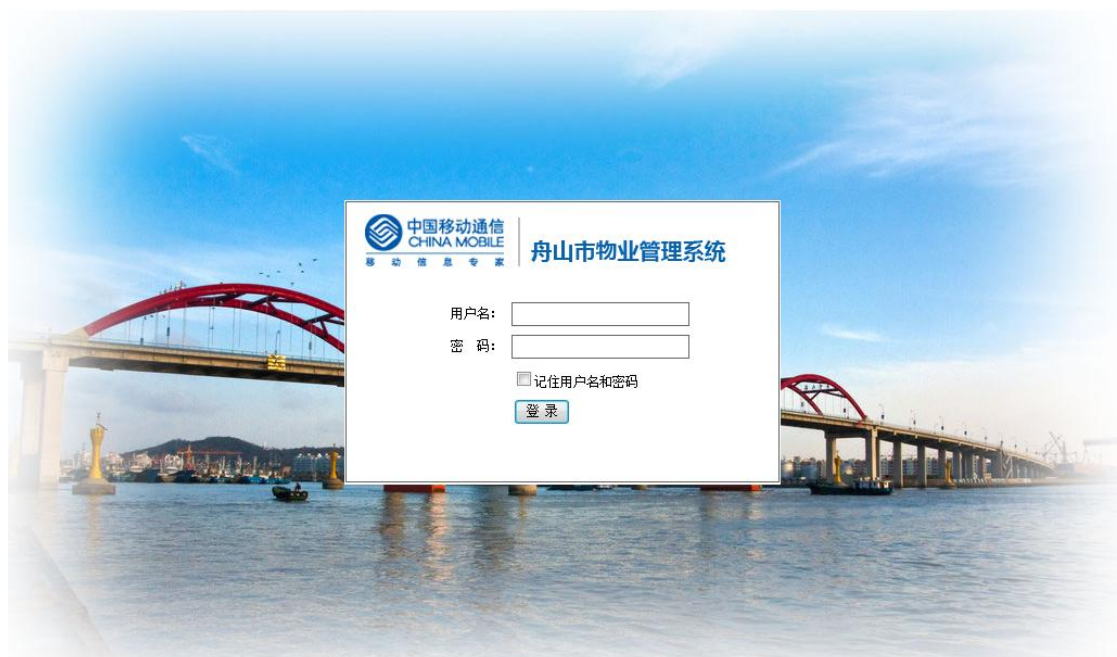 中国移动通信
CHINA MOBILE
移动信息专家
舟山市物业管理系统
用户名：
密 码：
记住用户名和密码
登 录